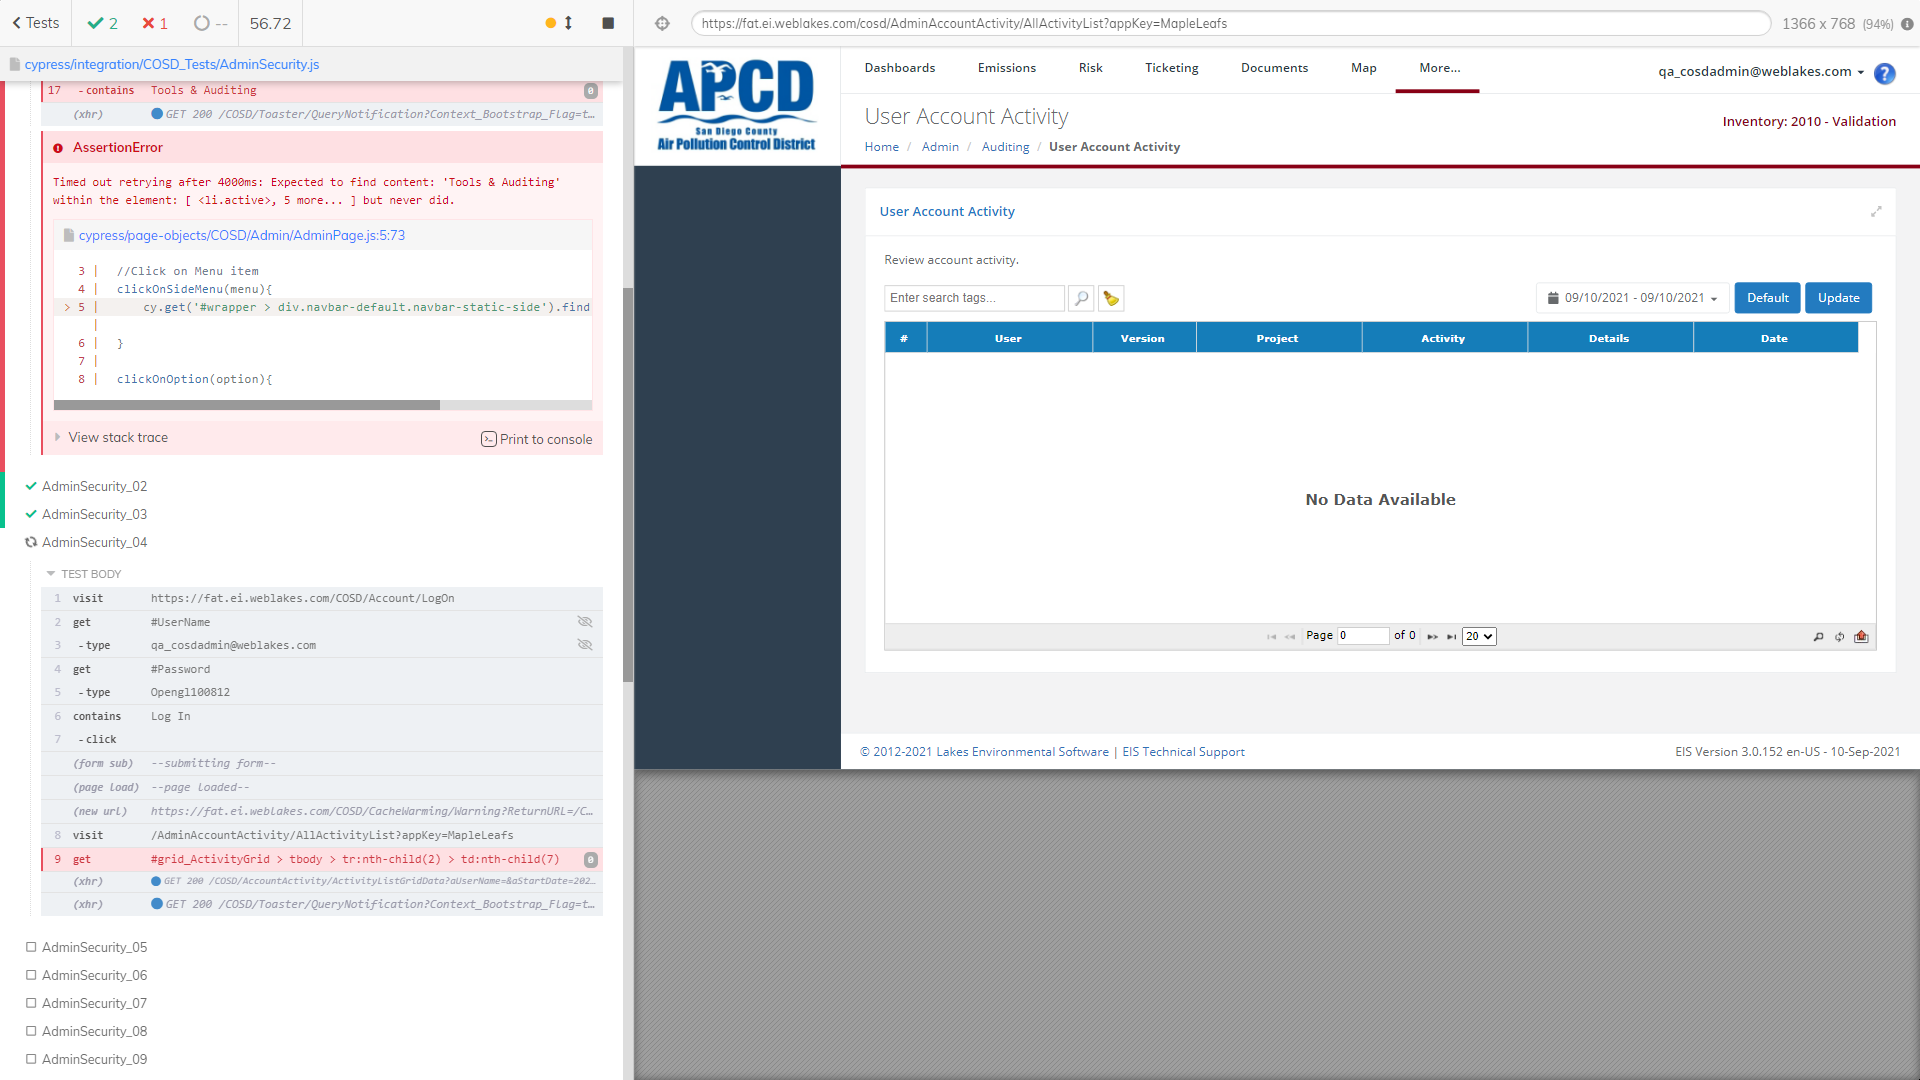 Tests
2
1
--
56.72
https://fat.ei.weblakes.com/cosd/AdminAccountActivity/AllActivityList?appKey=MapleLeafs
1366 x 768 (94%)
cypress/integration/COSD_Tests/AdminSecurity.js
17 - contains Tools & Auditing 0
(xhr) GET 200 /COSD/Toaster/QueryNotification?Context_Bootstrap_Flag=t...
AssertionError
Timed out retrying after 4000ms: Expected to find content: 'Tools & Auditing'
within the element: [ <li.active>, 5 more... ] but never did.
cypress/page-objects/COSD/Admin/AdminPage.js:5:73
3 | //Click on Menu item
4 | clickOnSideMenu(menu){
> 5 | cy.get('#wrapper > div.navbar-default.navbar-static-side').find
|
6 | }
7 |
8 | clickOnOption(option){
View stack trace
Print to console
AdminSecurity_02
AdminSecurity_03
AdminSecurity_04
TEST BODY
1 visit https://fat.ei.weblakes.com/COSD/Account/LogOn
2 get #UserName
3 - type qa_cosdadmin@weblakes.com
4 get #Password
5 - type Opengl100812
6 contains Log In
7 - click
(form sub) --submitting form--
(page load) --page loaded--
(new url) https://fat.ei.weblakes.com/COSD/CacheWarming/Warning?ReturnURL=/C...
8 visit /AdminAccountActivity/AllActivityList?appKey=MapleLeafs
9 get #grid_ActivityGrid > tbody > tr:nth-child(2) > td:nth-child(7) 0
(xhr) GET 200 /COSD/AccountActivity/ActivityListGridData?aUserName=&aStartDate=202...
(xhr) GET 200 /COSD/Toaster/QueryNotification?Context_Bootstrap_Flag=t...
AdminSecurity_05
AdminSecurity_06
AdminSecurity_07
AdminSecurity_08
AdminSecurity_09
APCD
San Diego County
Air Pollution Control District
Dashboards Emissions Risk Ticketing Documents Map More...
qa_cosdadmin@weblakes.com
?
User Account Activity
Inventory: 2010 - Validation
Home / Admin / Auditing / User Account Activity
User Account Activity
Review account activity.
Enter search tags...
09/10/2021 - 09/10/2021
Default
Update
# User Version Project Activity Details Date
No Data Available
Page 0 of 0 20
© 2012-2021 Lakes Environmental Software | EIS Technical Support
EIS Version 3.0.152 en-US - 10-Sep-2021